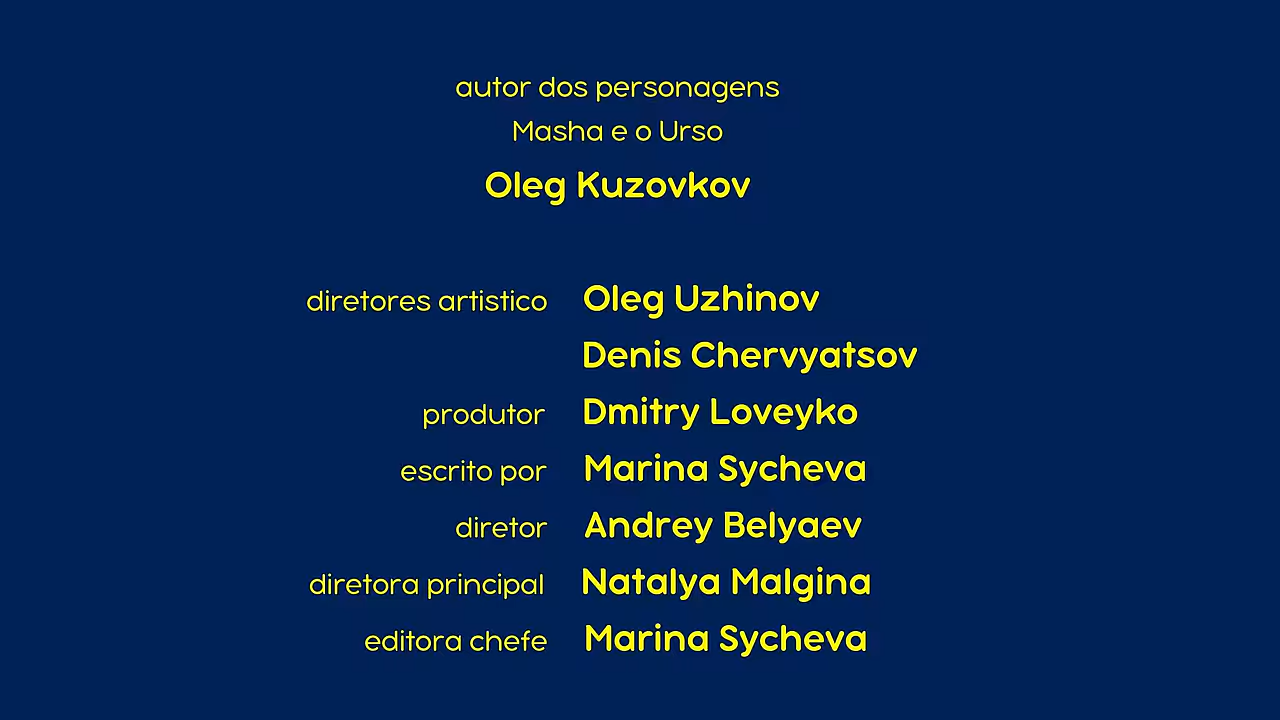 autor dos personagens
Masha e o Urso
Oleg Kuzovkov
diretores artistico Oleg Uzhinov
Denis Chervyatsov
produtor Dmitry Loveyko
escrito por Marina Sycheva
diretor Andrey Belyaev
diretora principal Natalya Malgina
editora chefe Marina Sycheva